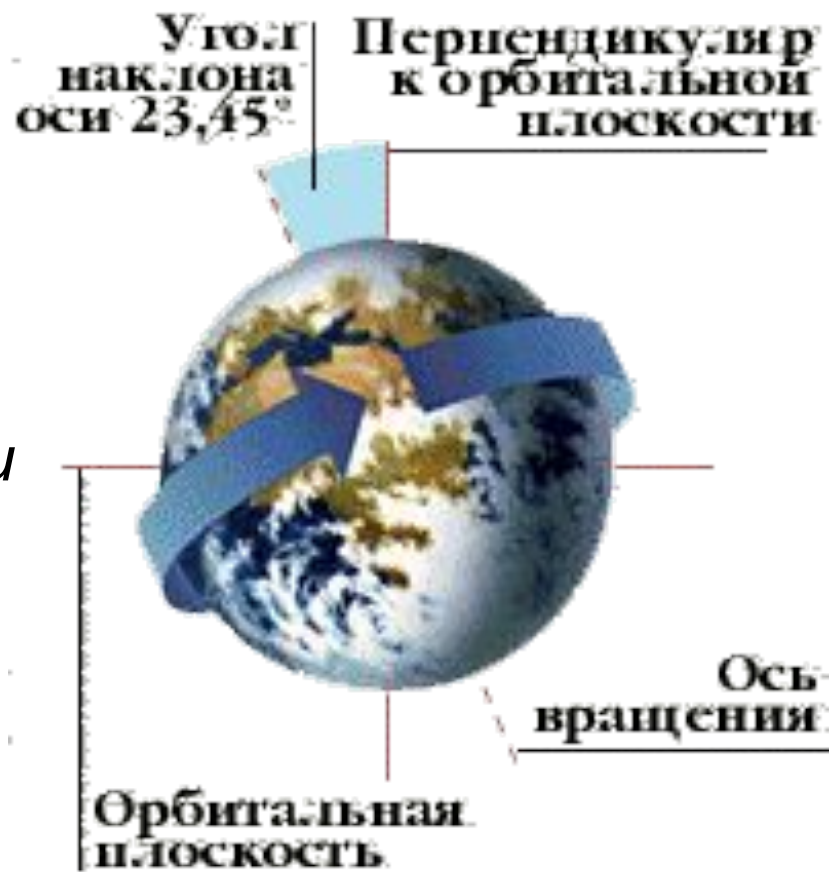 Угол
наклона
оси 23,45°
Перпендикуляр
к орбитальной
плоскости
и
Ось
вращения
Орбитальная
плоскость